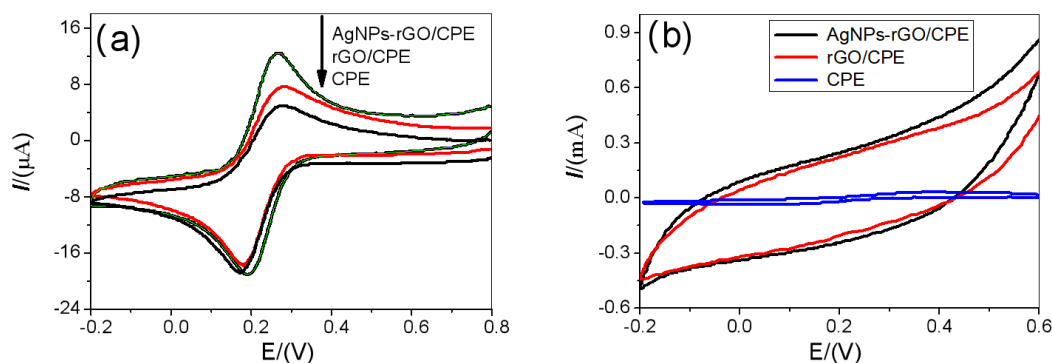 (a)
AgNPs-rGO/CPE
rGO/CPE
CPE
I/(μA)
16
8
0
-8
-16
-24
-0.2 0.0 0.2 0.4 0.6 0.8
E/(V)
(b)
AgNPs-rGO/CPE
rGO/CPE
CPE
I/(mA)
0.9
0.6
0.3
0.0
-0.3
-0.6
-0.2 0.0 0.2 0.4 0.6
E/(V)